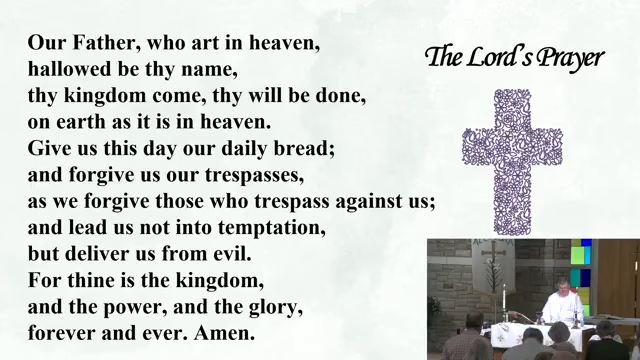 Our Father, who art in heaven,
hallowed be thy name,
thy kingdom come, thy will be done,
on earth as it is in heaven.
Give us this day our daily bread;
and forgive us our trespasses,
as we forgive those who trespass against us;
and lead us not into temptation,
but deliver us from evil.
For thine is the kingdom,
and the power, and the glory,
forever and ever. Amen.
The Lord's Prayer